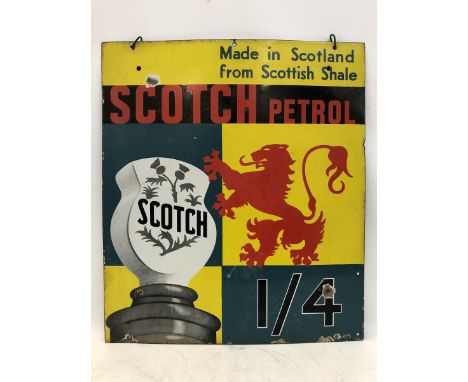 Made in Scotland
from Scottish Shale
SCOTCH PETROL
SCOTCH
1/4